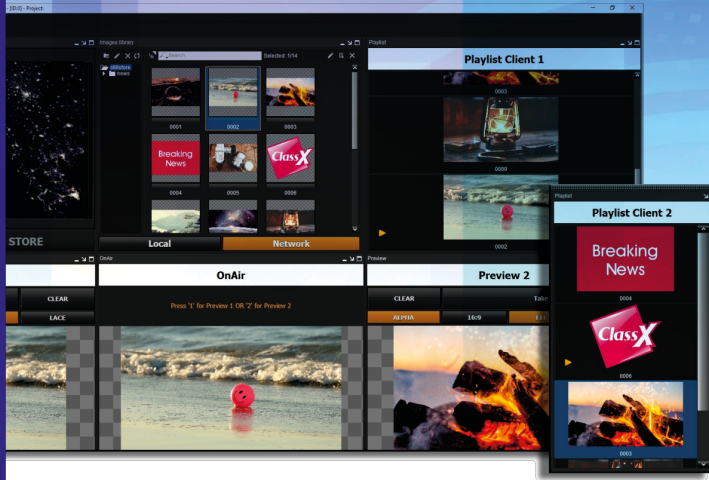 - [ID:0] - Project:
Images library
Search
Selected 1/14
stillstore
news
0001
0002
0003
Breaking
News
ClassX
0004
0005
0006
STORE
Local
Network
Playlist
Playlist Client 1
0003
0009
0002
Playlist
Playlist Client 2
Breaking
News
0004
ClassX
0006
0003
OnAir
OnAir
Press '1' for Preview 1 OR '2' for Preview 2
CLEAR
LACE
Preview
Preview 2
CLEAR
Take
ALPHA
16:9